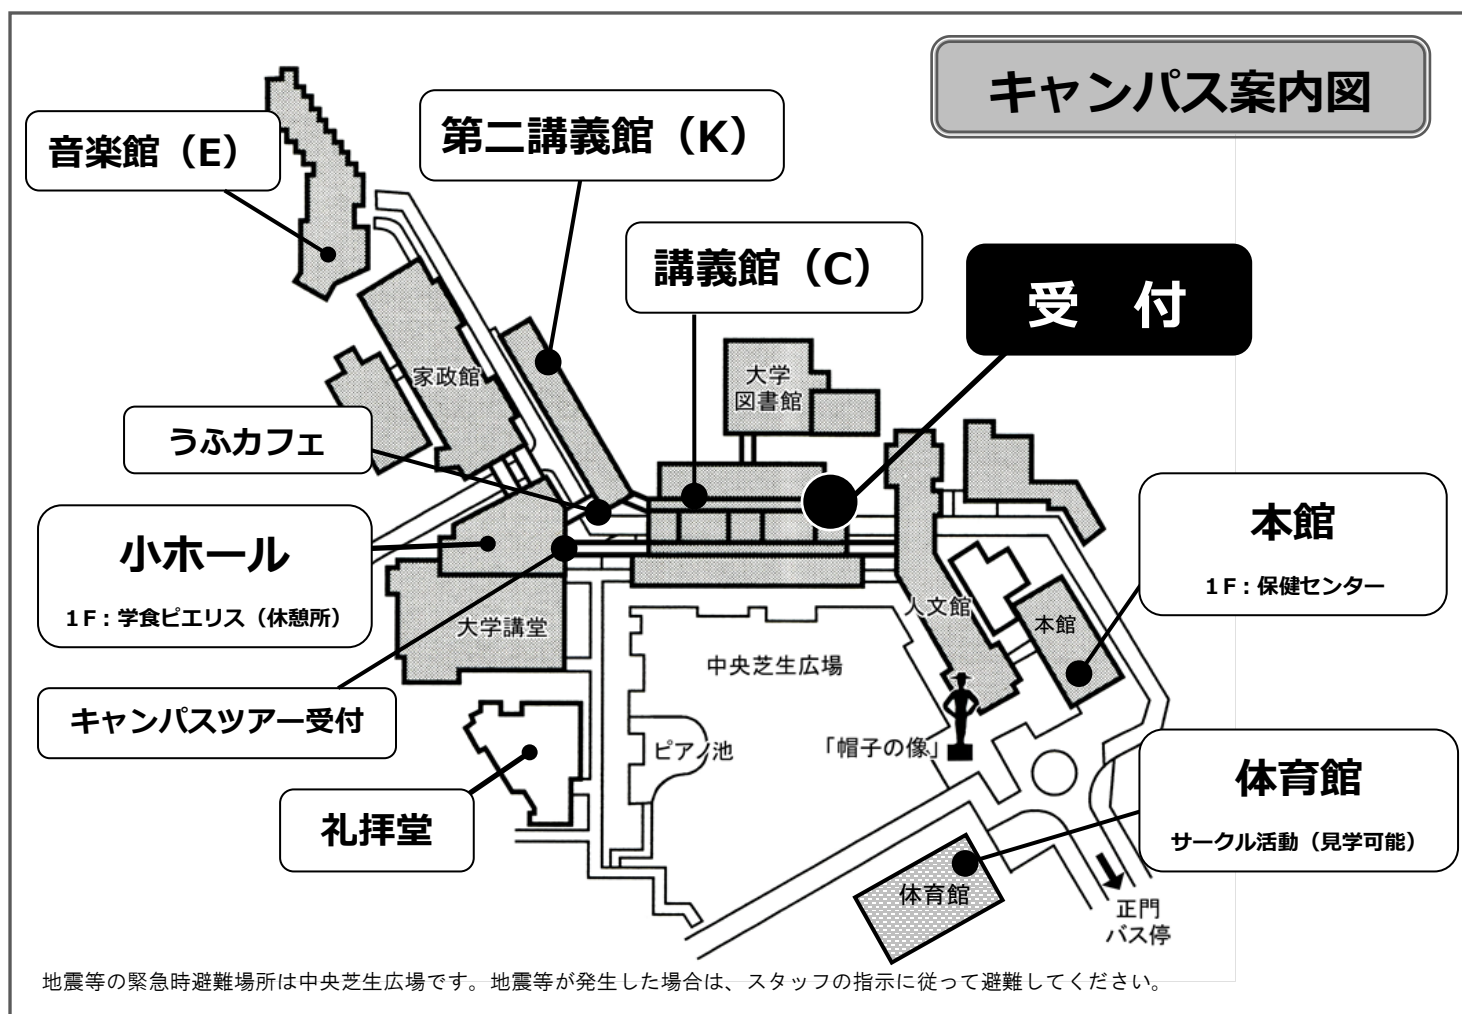 キャンパス案内図
音楽館（E）
第二講義館（K）
講義館（C）
受　付
家政館
大学
図書館
うふカフェ
小ホール
１F：学食ピエリス（休憩所）
本館
１F：保健センター
大学講堂
人文館
本館
中央芝生広場
キャンパスツアー受付
ピアノ池
「帽子の像」
礼拝堂
体育館
サークル活動（見学可能）
体育館
正門
バス停
地震等の緊急時避難場所は中央芝生広場です。地震等が発生した場合は、スタッフの指示に従って避難してください。